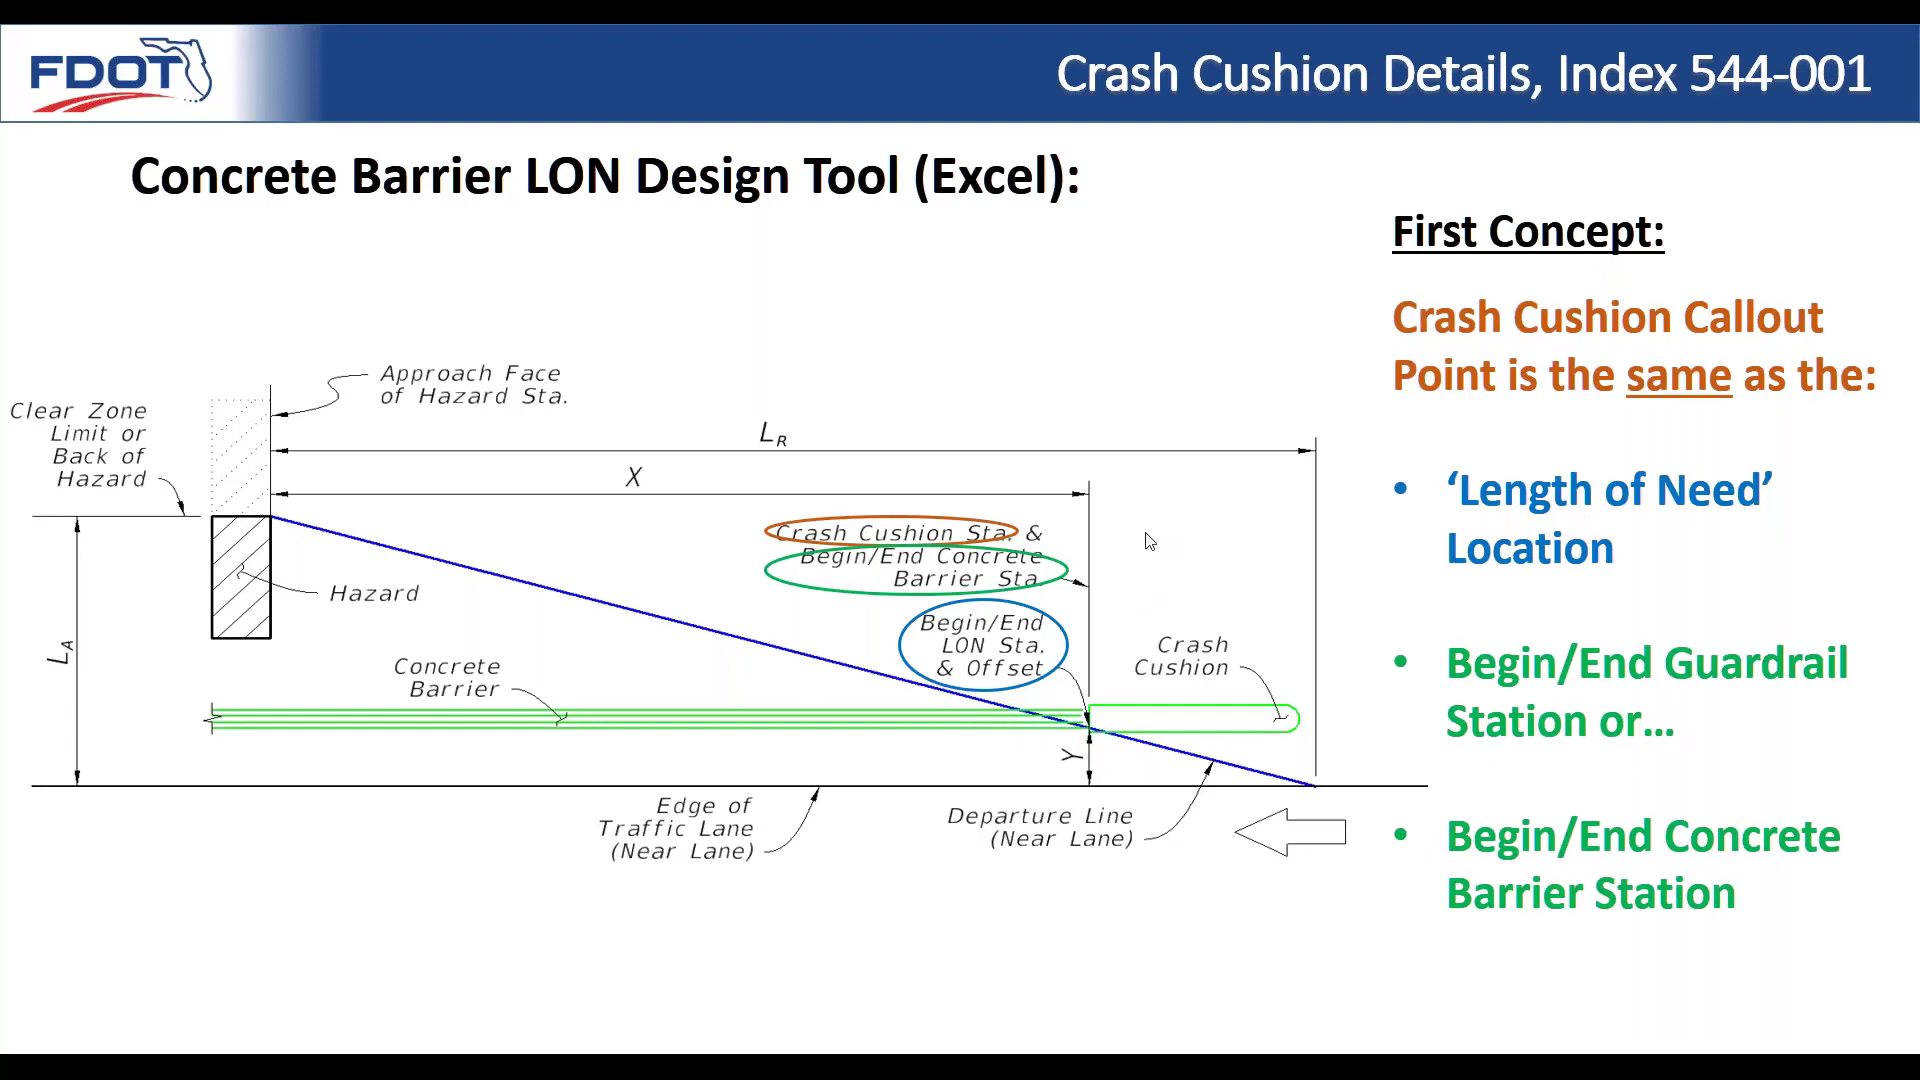 FDOT
Crash Cushion Details, Index 544-001
Concrete Barrier LON Design Tool (Excel):
First Concept:
Crash Cushion Callout
Point is the same as the:
• ‘Length of Need’
Location
• Begin/End Guardrail
Station or...
• Begin/End Concrete
Barrier Station
Approach Face
of Hazard Sta.
Clear Zone
Limit or
Back of
Hazard
LR
X
Crash Cushion Sta. &
Begin/End Concrete
Barrier Sta.
Hazard
Begin/End
LON Sta.
& Offset
Crash
Cushion
LA
Concrete
Barrier
Y
Edge of
Traffic Lane
(Near Lane)
Departure Line
(Near Lane)